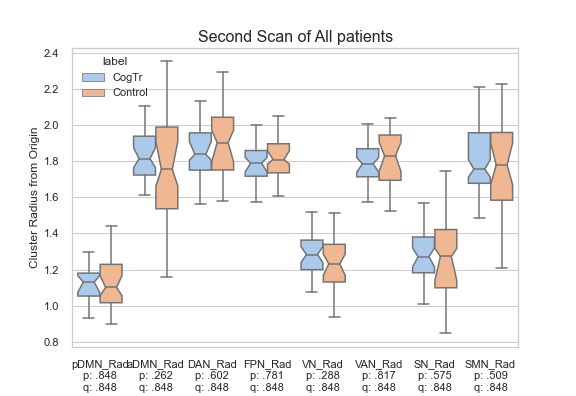 Second Scan of All patients
label
CogTr
Control
Cluster Radius from Origin
2.4
2.2
2.0
1.8
1.6
1.4
1.2
1.0
0.8
pDMN_Rad aDMN_Rad DAN_Rad FPN_Rad VN_Rad VAN_Rad SN_Rad SMN_Rad
p: .848 p: .262 p: .602 p: .781 p: .288 p: .817 p: .575 p: .509
q: .848 q: .848 q: .848 q: .848 q: .848 q: .848 q: .848 q: .848